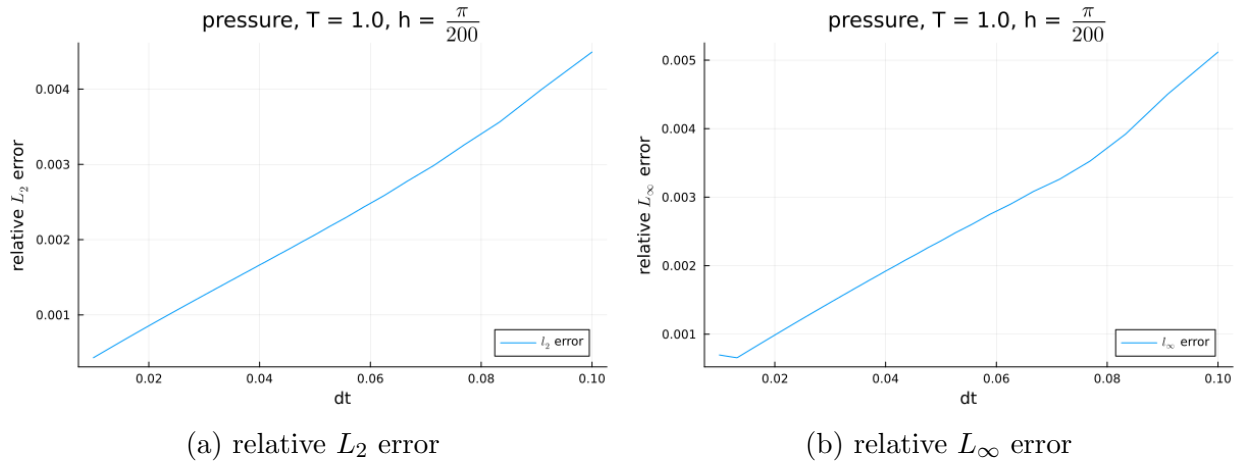 pressure, T = 1.0, h = π/200
relative L₂ error
0.004
0.003
0.002
0.001
0.02 0.04 0.06 0.08 0.10
dt
l₂ error
(a) relative L₂ error
pressure, T = 1.0, h = π/200
relative L∞ error
0.005
0.004
0.003
0.002
0.001
0.02 0.04 0.06 0.08 0.10
dt
l∞ error
(b) relative L∞ error